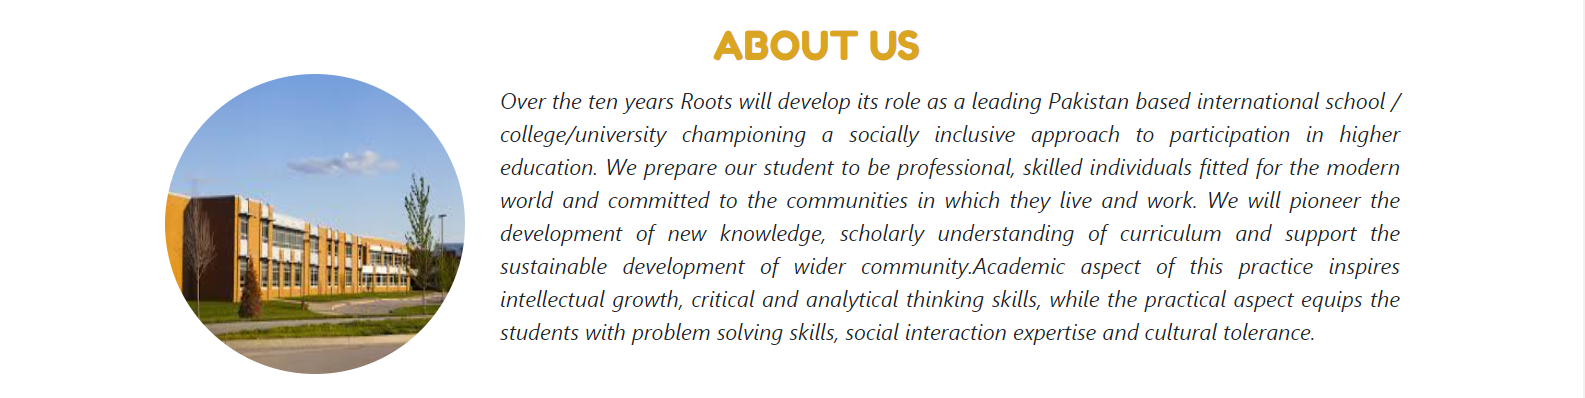 ABOUT US
Over the ten years Roots will develop its role as a leading Pakistan based international school /
college/university championing a socially inclusive approach to participation in higher
education. We prepare our student to be professional, skilled individuals fitted for the modern
world and committed to the communities in which they live and work. We will pioneer the
development of new knowledge, scholarly understanding of curriculum and support the
sustainable development of wider community.Academic aspect of this practice inspires
intellectual growth, critical and analytical thinking skills, while the practical aspect equips the
students with problem solving skills, social interaction expertise and cultural tolerance.